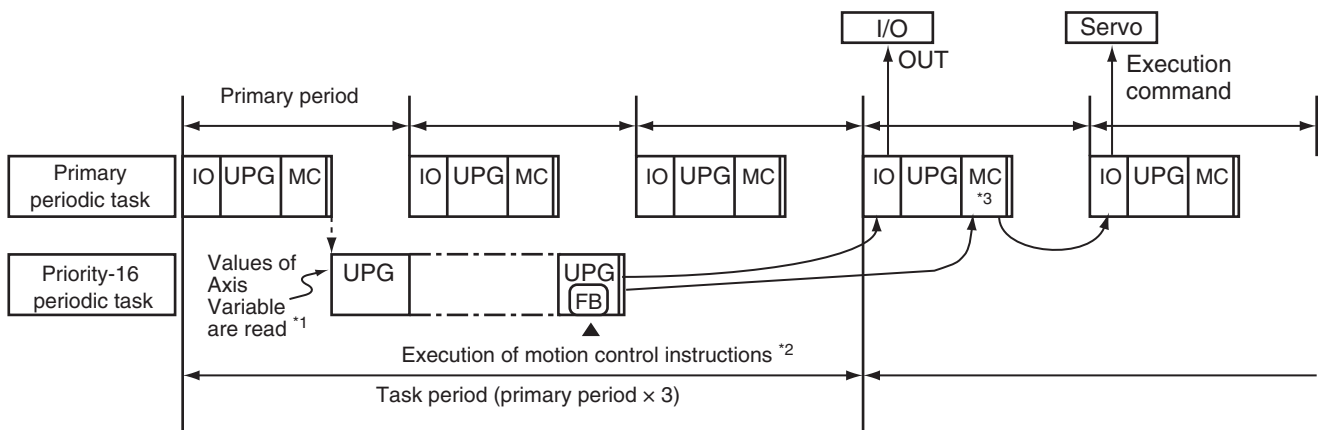 I/O
Servo
OUT
Execution
command
Primary period
Primary
periodic task
IO UPG MC
IO UPG MC
IO UPG MC
IO UPG MC
*3
IO UPG MC
Priority-16
periodic task
Values of
Axis
Variable
are read *1
UPG
UPG
FB
Execution of motion control instructions *2
Task period (primary period × 3)